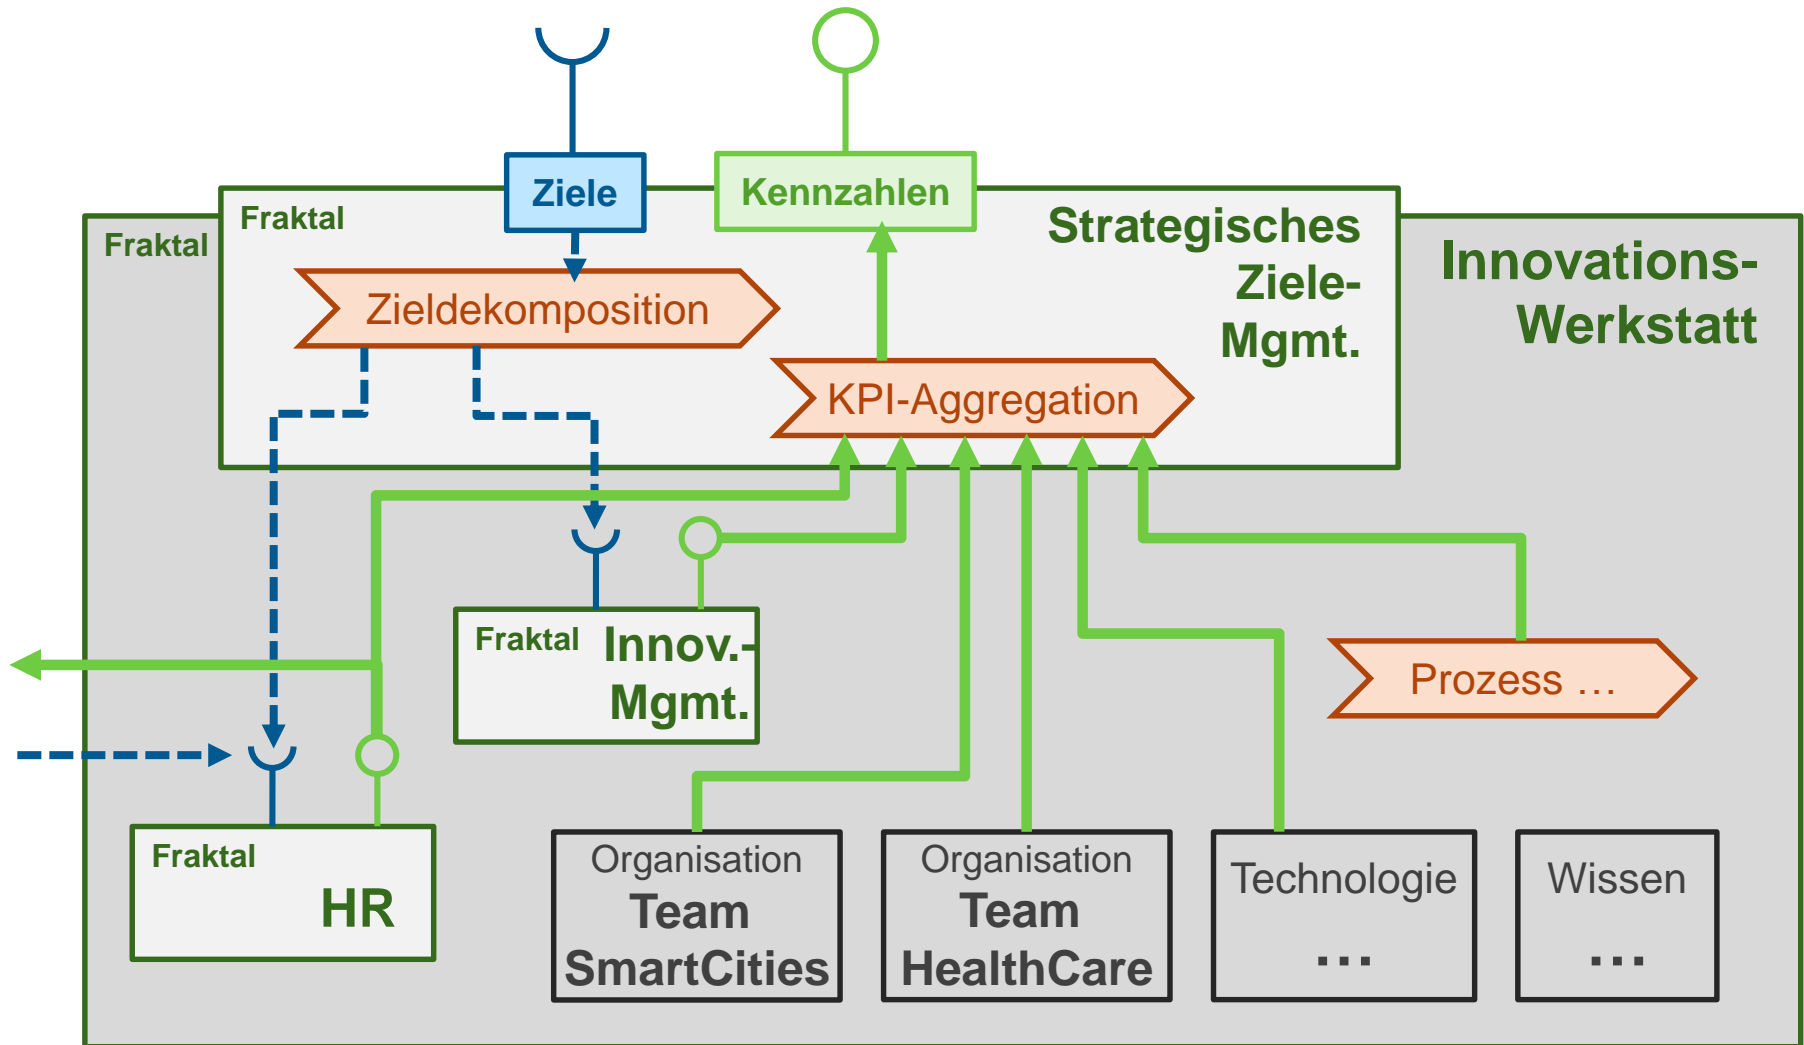 Ziele
Kennzahlen
Fraktal
Strategisches
Ziele-
Mgmt.
Fraktal
Innovations-
Werkstatt
Zieldekomposition
KPI-Aggregation
Fraktal
Innov.-
Mgmt.
Prozess …
Fraktal
HR
Organisation
Team
SmartCities
Organisation
Team
HealthCare
Technologie
…
Wissen
…